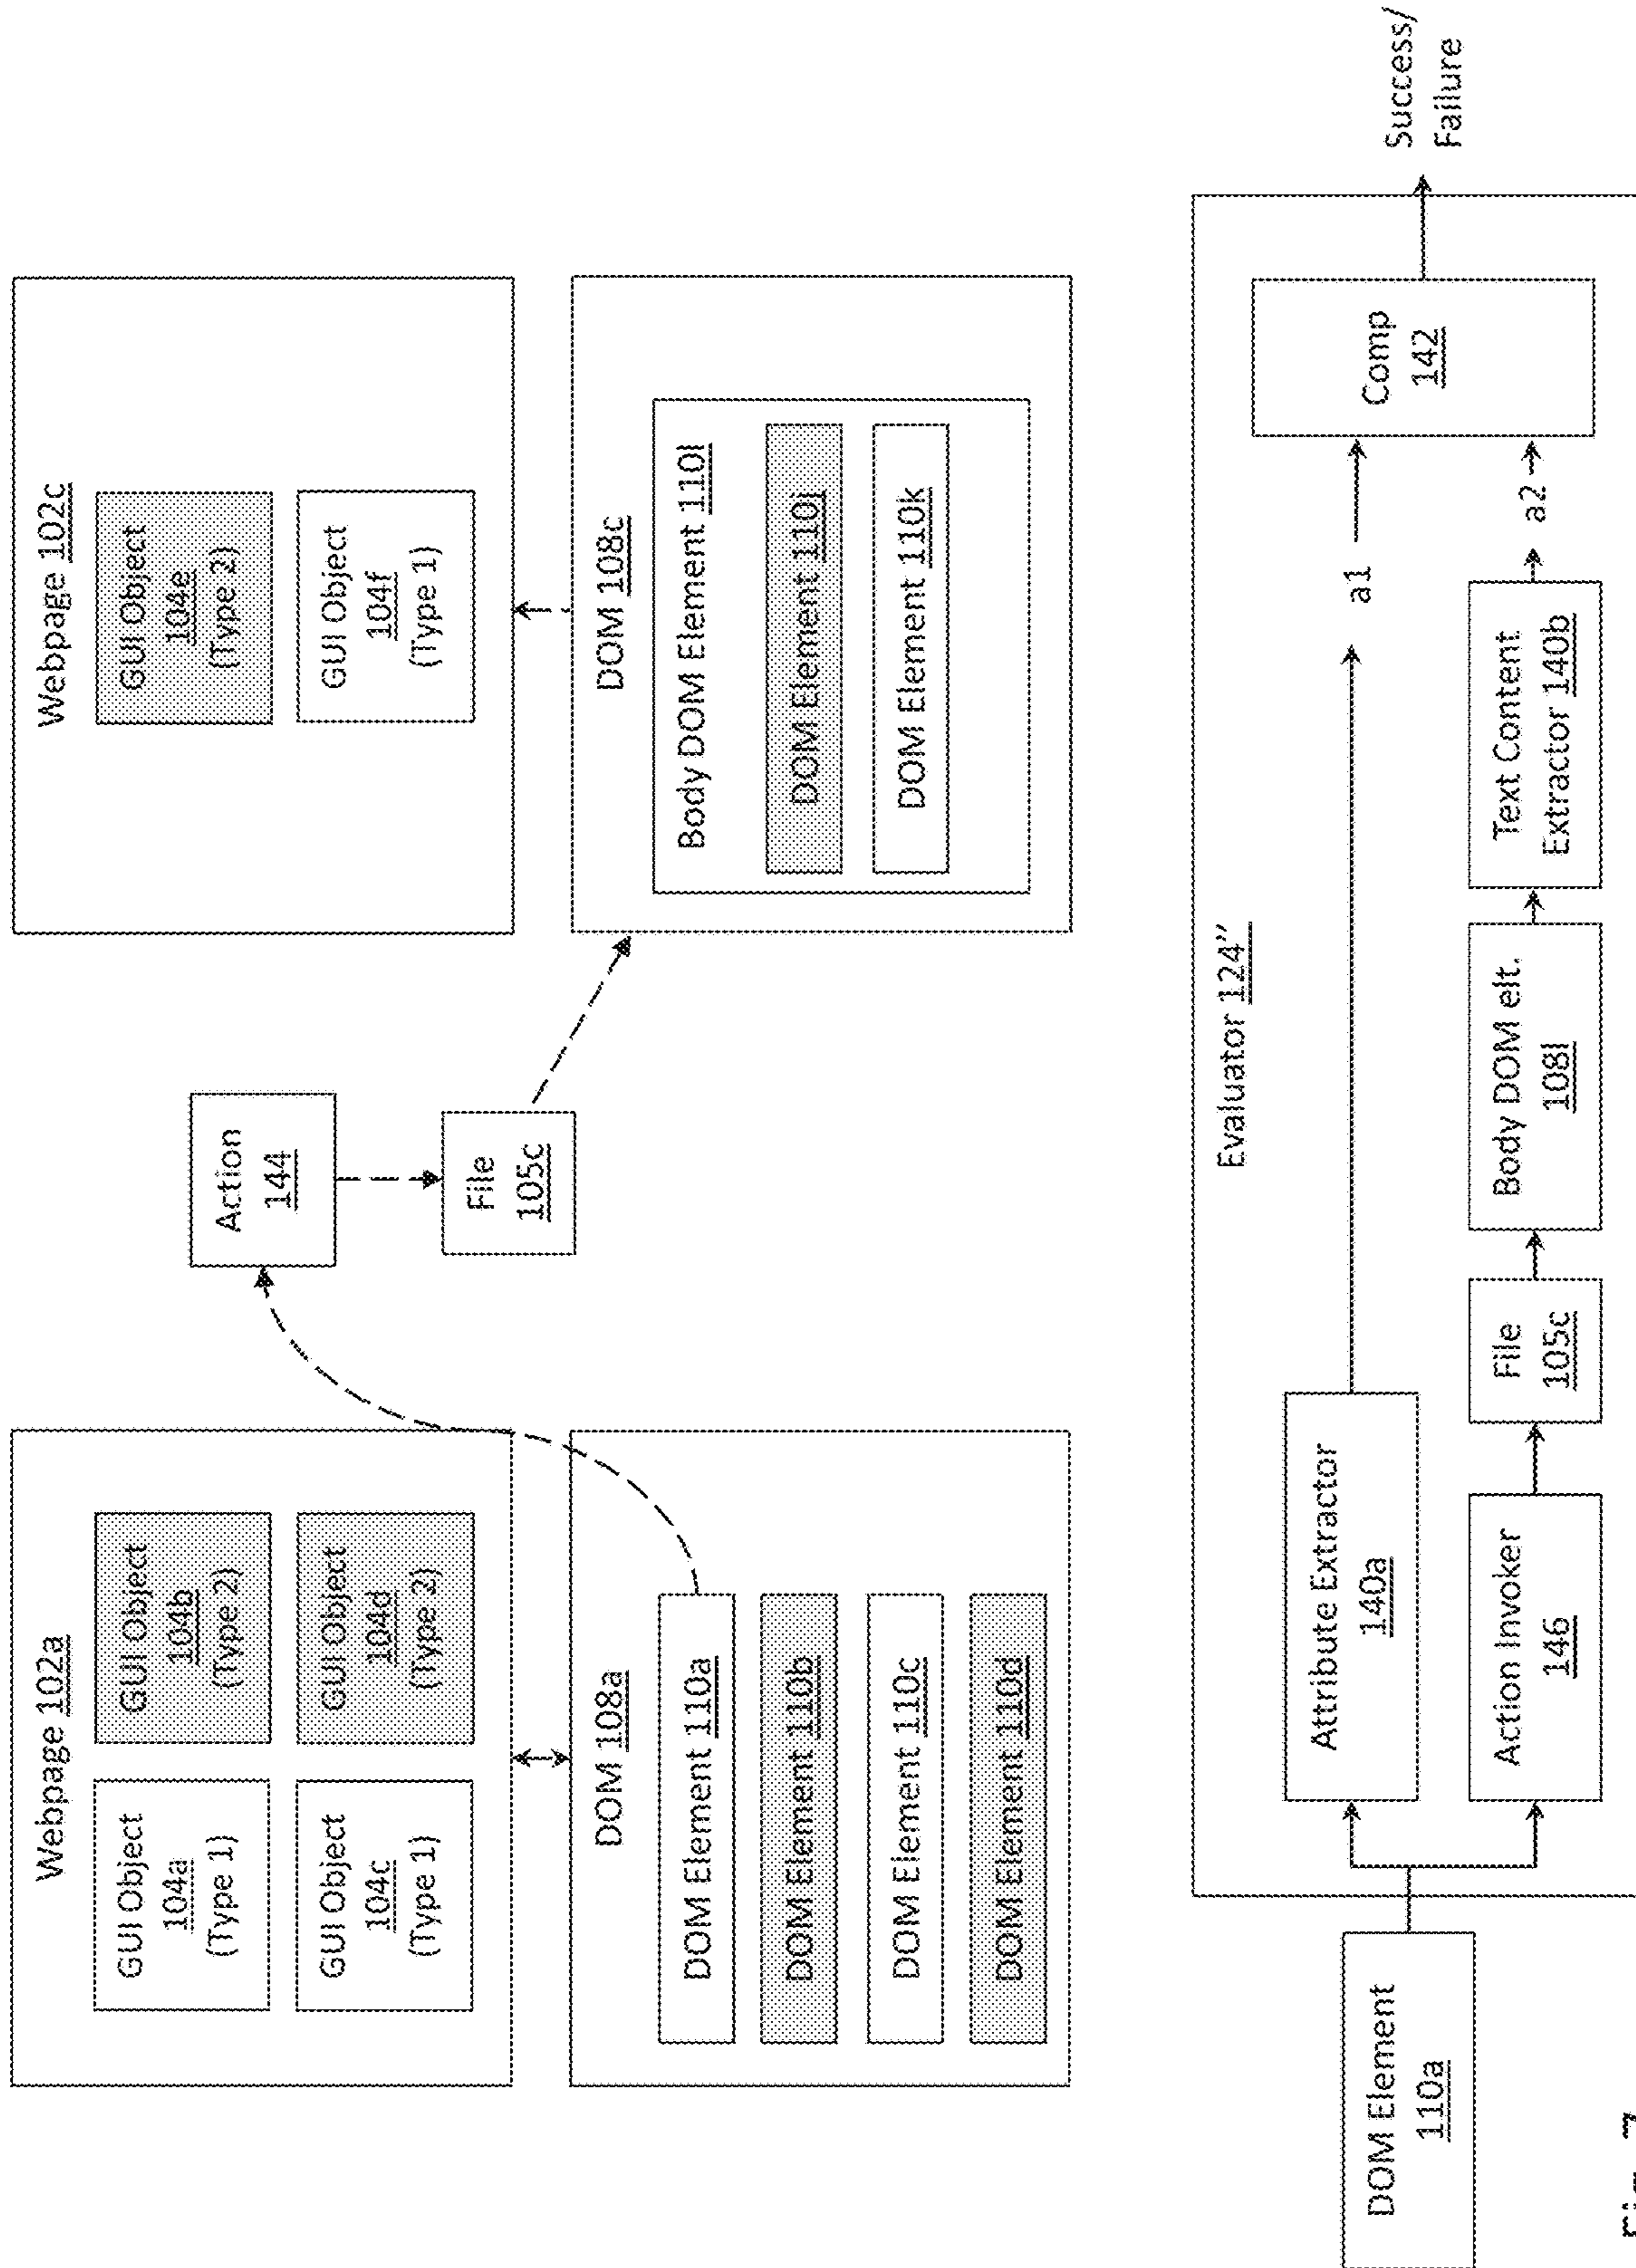 Webpage 102a
GUI Object
104a
(Type 1)
GUI Object
104b
(Type 2)
GUI Object
104c
(Type 1)
GUI Object
104d
(Type 2)
DOM 108a
DOM Element 110a
DOM Element 110b
DOM Element 110c
DOM Element 110d
Action
144
File
105c
Webpage 102c
GUI Object
104e
(Type 2)
GUI Object
104f
(Type 1)
DOM 108c
Body DOM Element 110l
DOM Element 110j
DOM Element 110k
DOM Element
110a
Evaluator 124”
Attribute Extractor
140a
a1
Action Invoker
146
File
105c
Body DOM elt.
108l
Text Content
Extractor 140b
a2
Comp
142
Success/
Failure
Fig. 7